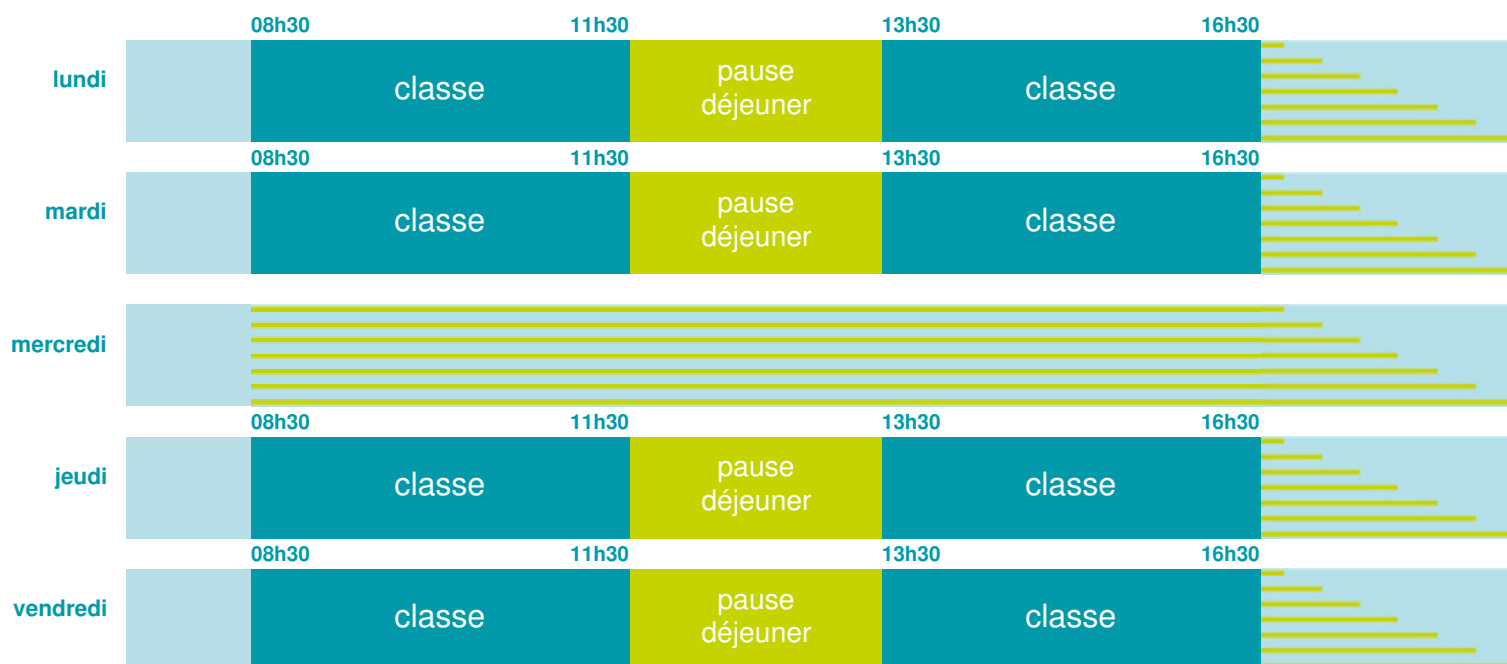 08h30 11h30 13h30 16h30
lundi classe pause déjeuner classe
08h30 11h30 13h30 16h30
mardi classe pause déjeuner classe
mercredi
08h30 11h30 13h30 16h30
jeudi classe pause déjeuner classe
08h30 11h30 13h30 16h30
vendredi classe pause déjeuner classe